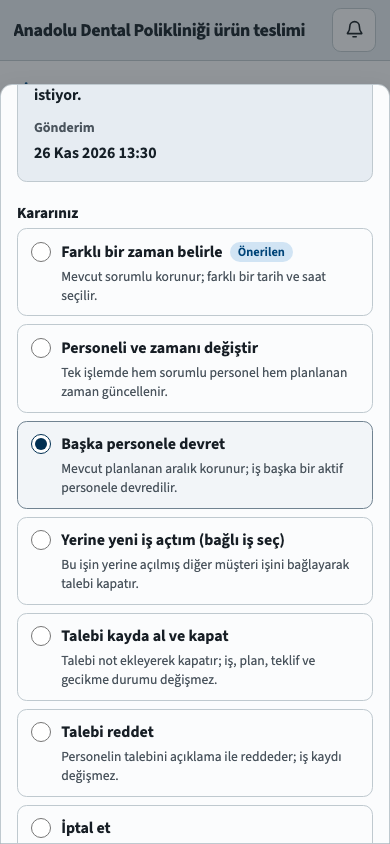 Anadolu Dental Polikliniği ürün teslimi
istiyor.
Gönderim
26 Kas 2026 13:30
Kararınız
Farklı bir zaman belirle Önerilen
Mevcut sorumlu korunur; farklı bir tarih ve saat
seçilir.
Personeli ve zamanı değiştir
Tek işlemde hem sorumlu personel hem planlanan
zaman güncellenir.
Başka personele devret
Mevcut planlanan aralık korunur; iş başka bir aktif
personele devredilir.
Yerine yeni iş açtım (bağlı iş seç)
Bu işin yerine açılmış diğer müşteri işini bağlayarak
talebi kapatır.
Talebi kayda al ve kapat
Talebi not ekleyerek kapatır; iş, plan, teklif ve
gecikme durumu değişmez.
Talebi reddet
Personelin talebini açıklama ile reddeder; iş kaydı
değişmez.
İptal et